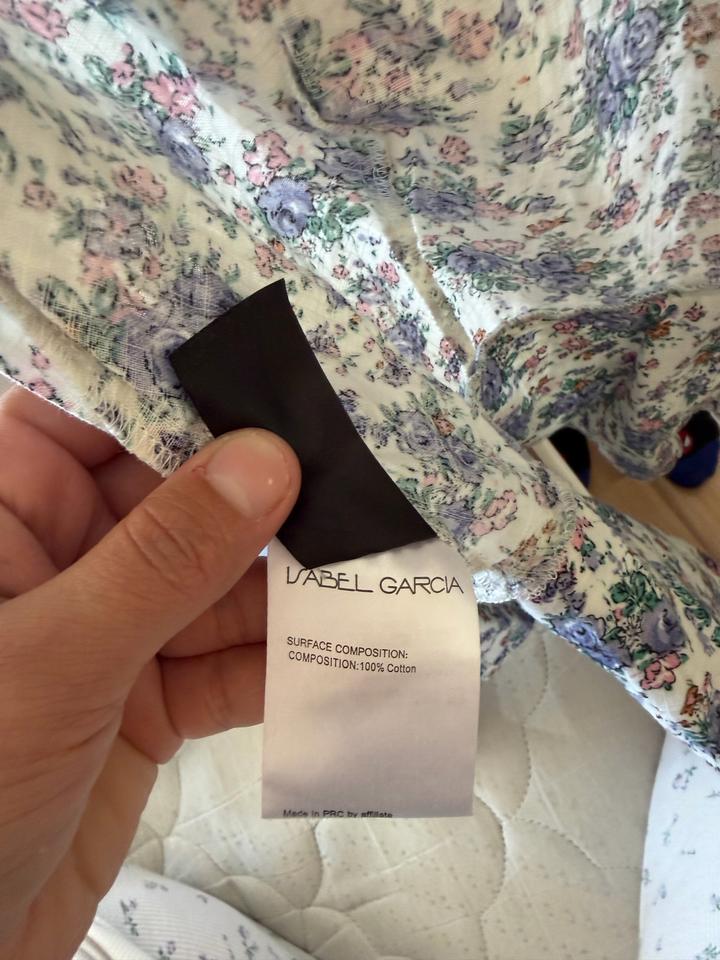 ISABEL GARCIA
SURFACE COMPOSITION:
COMPOSITION:100% Cotton
Made in PRC by affiliate